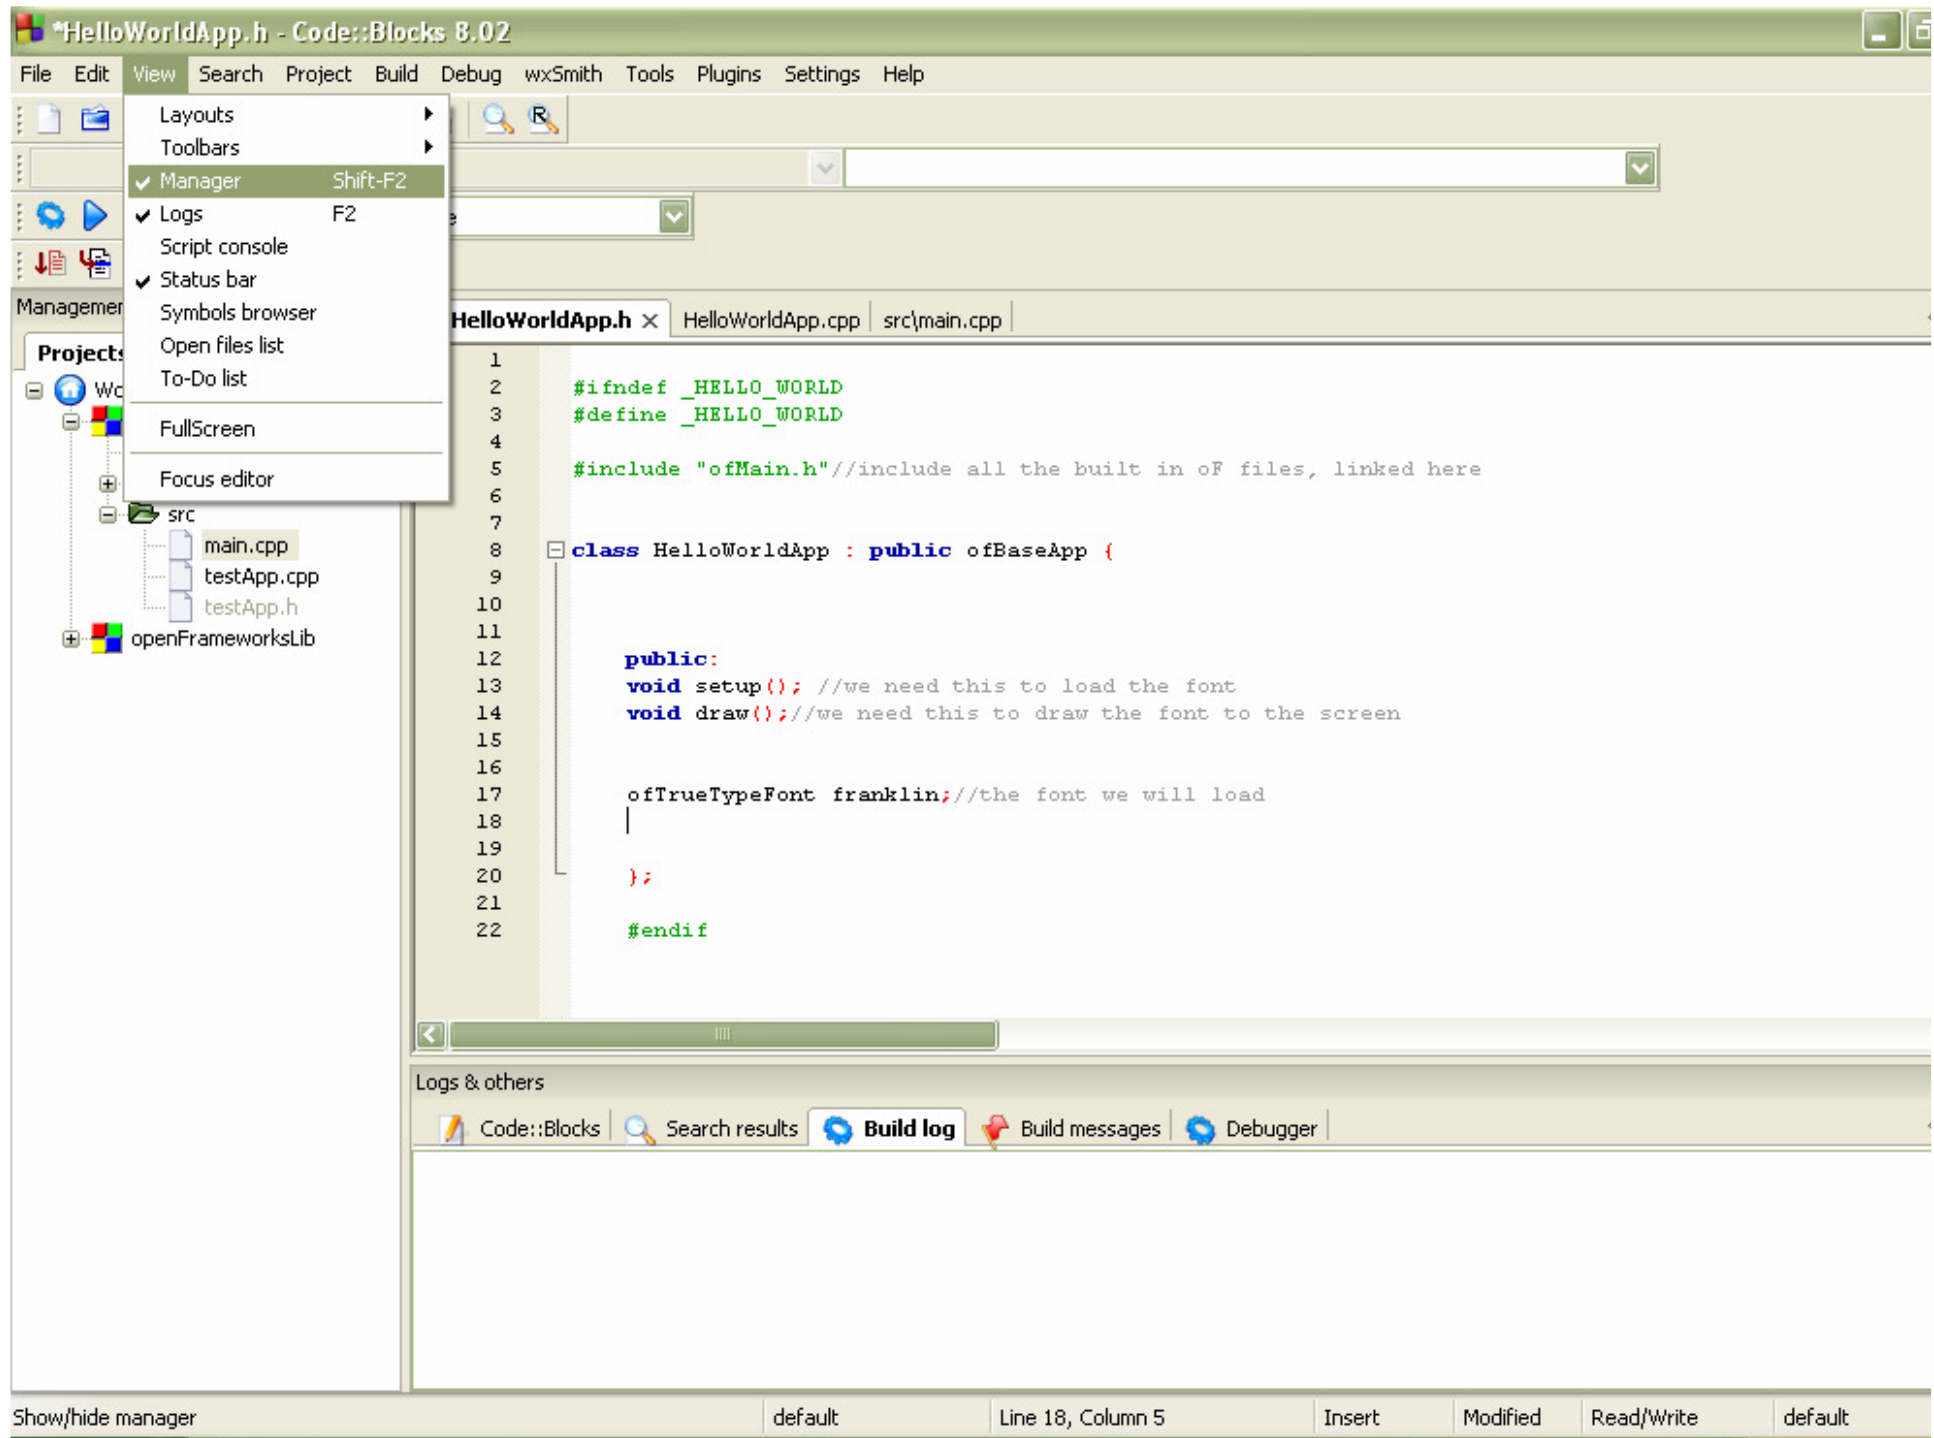 *HelloWorldApp.h - Code::Blocks 8.02
File Edit View Search Project Build Debug wxSmith Tools Plugins Settings Help
Layouts
Toolbars
Manager Shift-F2
Logs F2
Script console
Status bar
Symbols browser
Open files list
To-Do list
FullScreen
Focus editor
Projects
src
main.cpp
testApp.cpp
testApp.h
openFrameworksLib
HelloWorldApp.h HelloWorldApp.cpp src\main.cpp
1
2 #ifndef _HELLO_WORLD
3 #define _HELLO_WORLD
4
5 #include "ofMain.h"//include all the built in oF files, linked here
6
7
8 class HelloWorldApp : public ofBaseApp {
9
10
11
12 public:
13 void setup(); //we need this to load the font
14 void draw();//we need this to draw the font to the screen
15
16
17 ofTrueTypeFont franklin;//the font we will load
18
19
20 };
21
22 #endif
Logs & others
Code::Blocks Search results Build log Build messages Debugger
Show/hide manager default Line 18, Column 5 Insert Modified Read/Write default